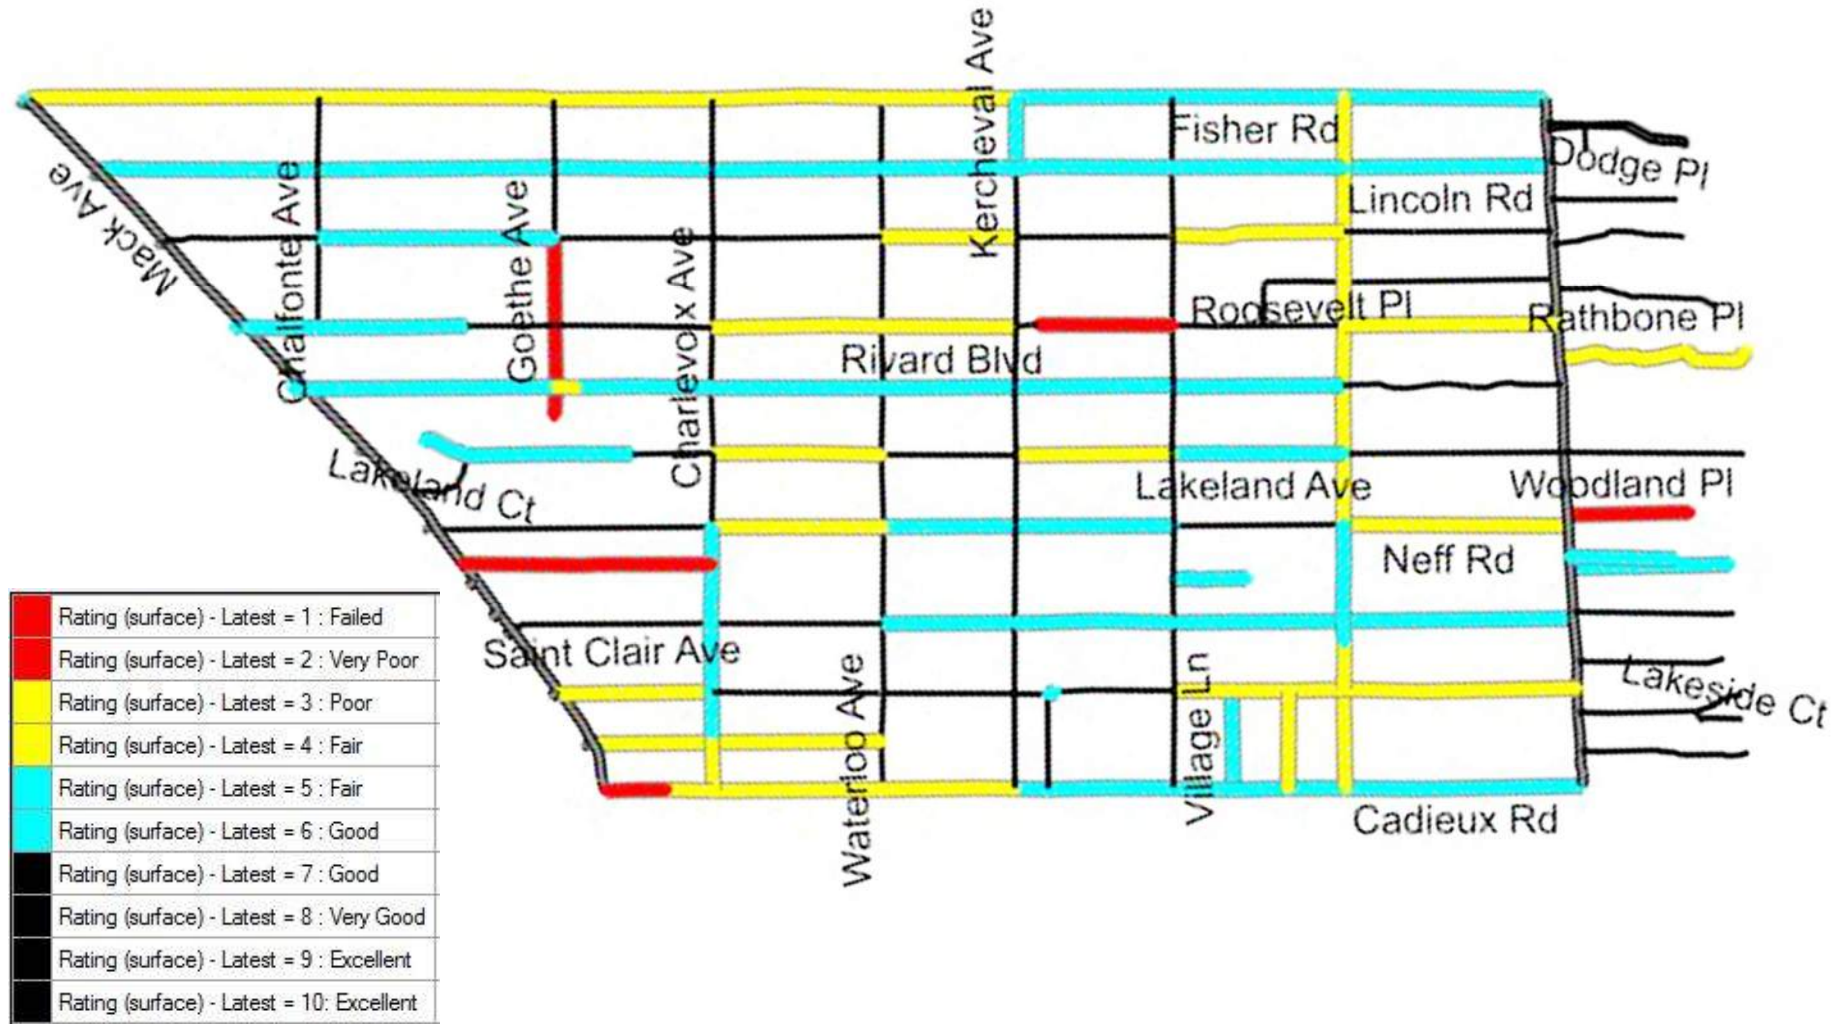 Kercheval Ave
Fisher Rd
Dodge Pl
Lincoln Rd
Mack Ave
Chalfonte Ave
Goethe Ave
Charlevoix Ave
Roosevelt Pl
Rathbone Pl
Rivard Blvd
Lakeland Ct
Lakeland Ave
Woodland Pl
Neff Rd
Saint Clair Ave
Waterloo Ave
Village Ln
Lakeside Ct
Cadieux Rd
Rating (surface) - Latest = 1 : Failed
Rating (surface) - Latest = 2 : Very Poor
Rating (surface) - Latest = 3 : Poor
Rating (surface) - Latest = 4 : Fair
Rating (surface) - Latest = 5 : Fair
Rating (surface) - Latest = 6 : Good
Rating (surface) - Latest = 7 : Good
Rating (surface) - Latest = 8 : Very Good
Rating (surface) - Latest = 9 : Excellent
Rating (surface) - Latest = 10: Excellent